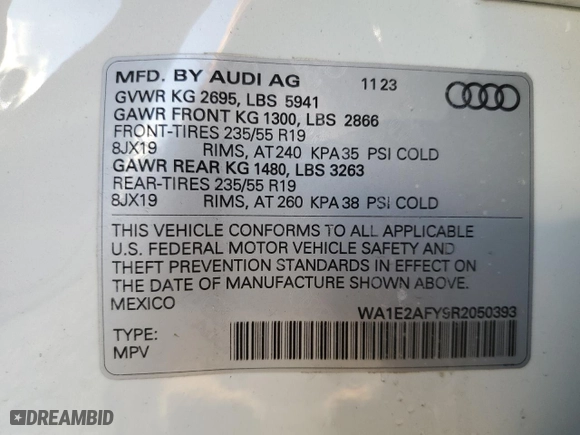 MFD. BY AUDI AG 11 23
GVWR KG 2695, LBS 5941
GAWR FRONT KG 1300, LBS 2866
FRONT-TIRES 235/55 R19
8JX19 RIMS, AT 240 KPA 35 PSI COLD
GAWR REAR KG 1480, LBS 3263
REAR-TIRES 235/55 R19
8JX19 RIMS, AT 260 KPA 38 PSI COLD
THIS VEHICLE CONFORMS TO ALL APPLICABLE
U.S. FEDERAL MOTOR VEHICLE SAFETY AND
THEFT PREVENTION STANDARDS IN EFFECT ON
THE DATE OF MANUFACTURE SHOWN ABOVE.
MEXICO WA1E2AFY9R2050393
TYPE:
MPV
DREAMBID